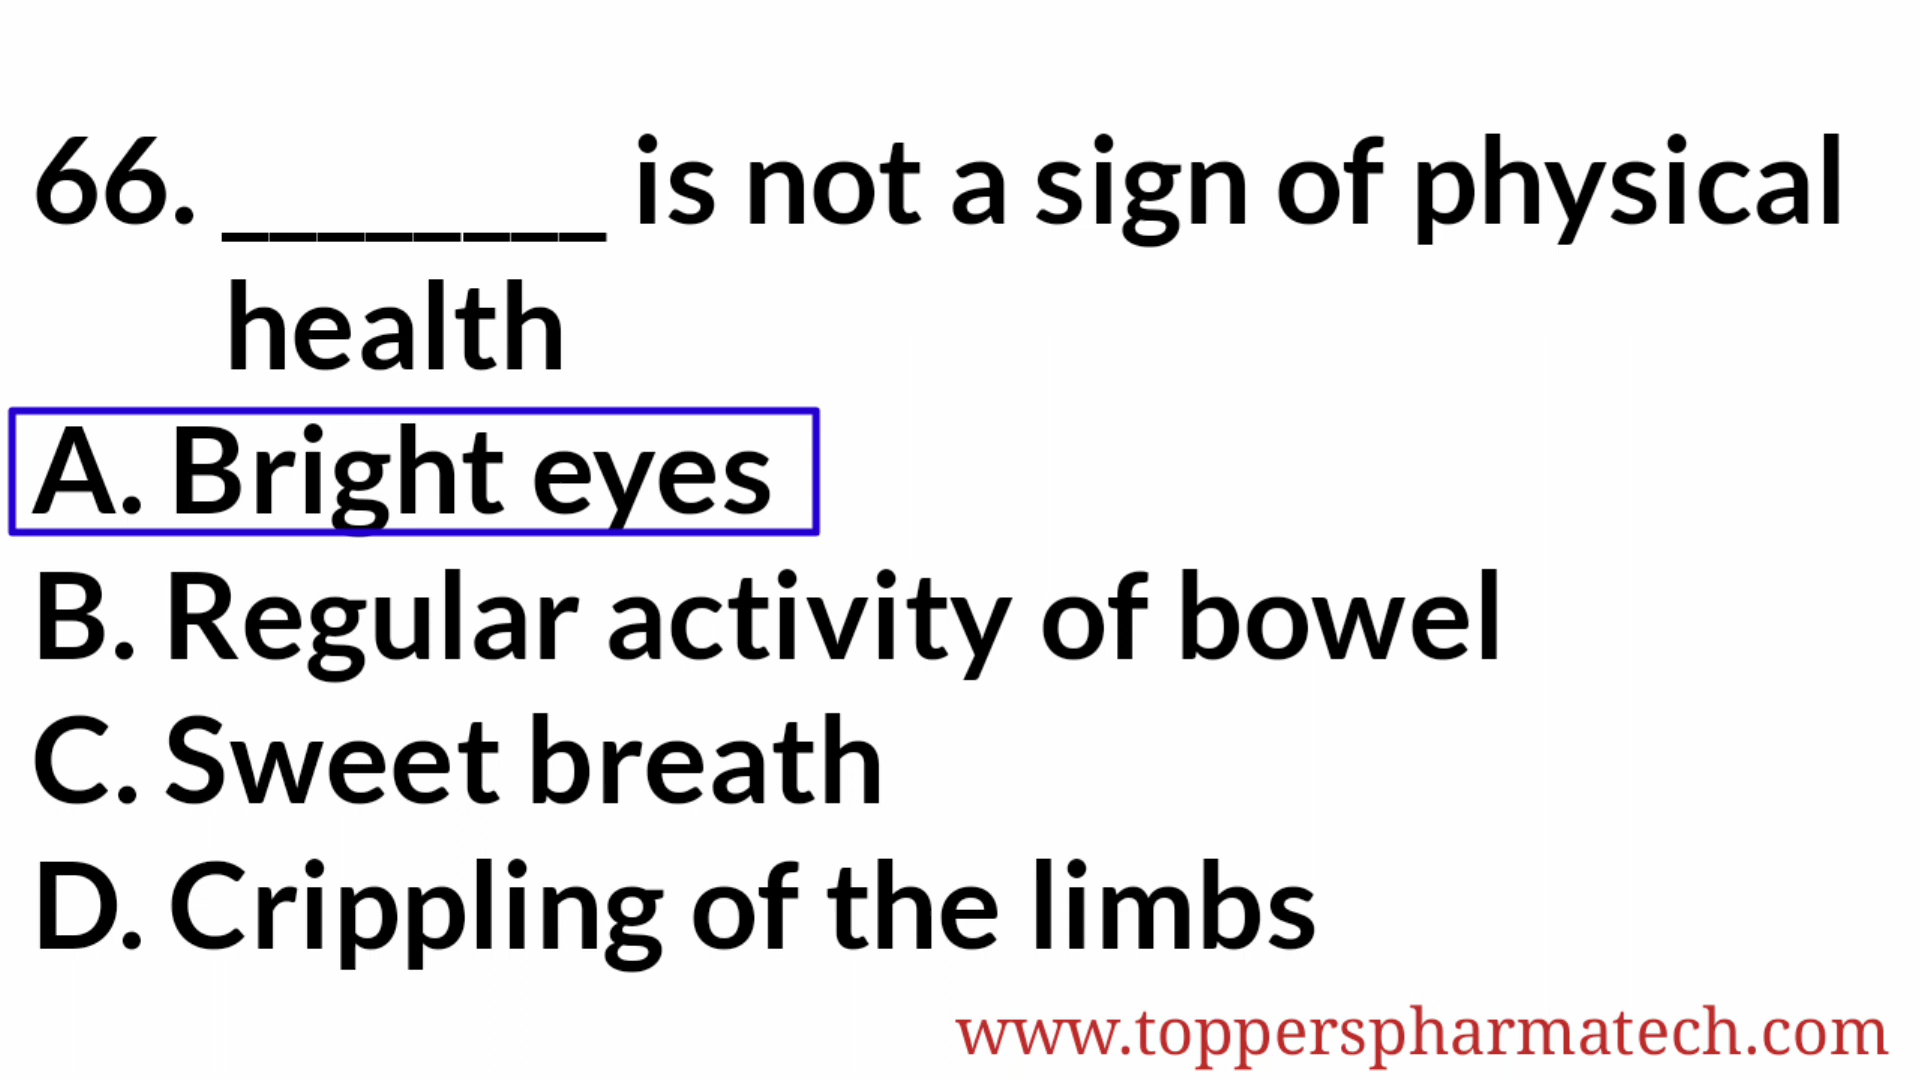 66. ________ is not a sign of physical
health
A. Bright eyes
B. Regular activity of bowel
C. Sweet breath
D. Crippling of the limbs
www.topperspharmatech.com